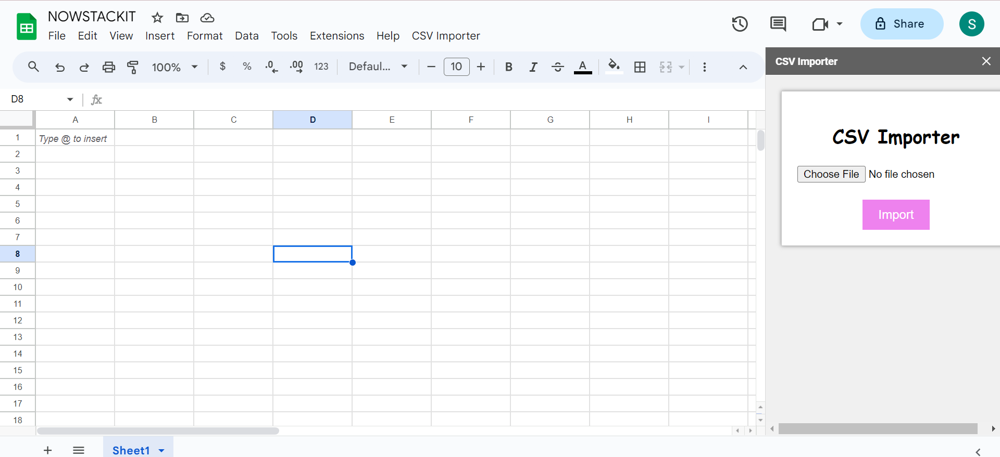 NOWSTACKIT
File Edit View Insert Format Data Tools Extensions Help CSV Importer
Share
S
100% $ % .0 .00 123 Defaul... 10 B I S A
CSV Importer
D8 fx
A B C D E F G H I
1 Type @ to insert
2
3
4
5
6
7
8
9
10
11
12
13
14
15
16
17
18
CSV Importer
Choose File No file chosen
Import
Sheet1